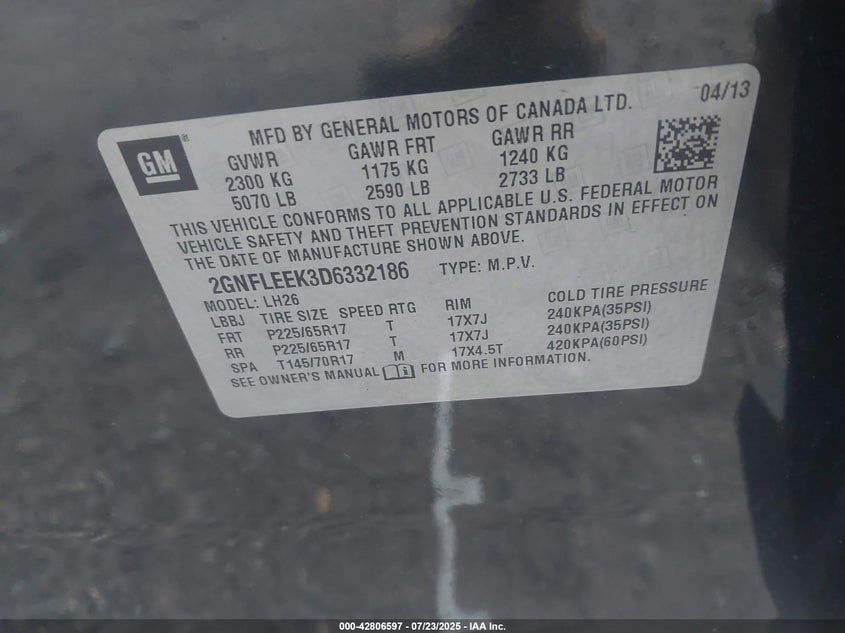 MFD BY GENERAL MOTORS OF CANADA LTD. 04/13
GM®
GVWR GAWR FRT GAWR RR
2300 KG 1175 KG 1240 KG
5070 LB 2590 LB 2733 LB
THIS VEHICLE CONFORMS TO ALL APPLICABLE U.S. FEDERAL MOTOR
VEHICLE SAFETY AND THEFT PREVENTION STANDARDS IN EFFECT ON
THE DATE OF MANUFACTURE SHOWN ABOVE.
2GNFLEEK3D6332186 TYPE: M.P.V.
MODEL: LH26
LBBJ TIRE SIZE SPEED RTG RIM COLD TIRE PRESSURE
FRT P225/65R17 T 17X7J 240KPA(35PSI)
RR P225/65R17 T 17X7J 240KPA(35PSI)
SPA T145/70R17 M 17X4.5T 420KPA(60PSI)
SEE OWNER'S MANUAL FOR MORE INFORMATION.
000-42806597 - 07/23/2025 - IAA Inc.